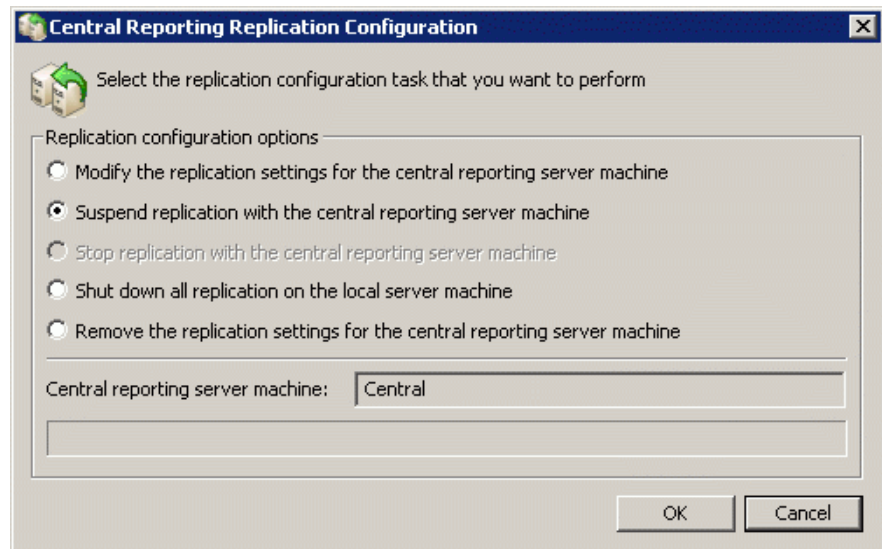 Central Reporting Replication Configuration
Select the replication configuration task that you want to perform
Replication configuration options
Modify the replication settings for the central reporting server machine
Suspend replication with the central reporting server machine
Stop replication with the central reporting server machine
Shut down all replication on the local server machine
Remove the replication settings for the central reporting server machine
Central reporting server machine: Central
OK Cancel